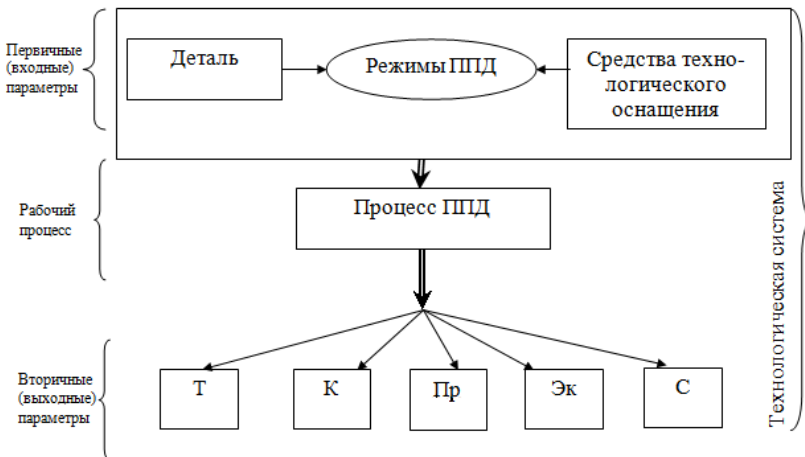 Первичные
(входные)
параметры
Деталь
Режимы ППД
Средства техно-
логического
оснащения
Рабочий
процесс
Процесс ППД
Технологическая система
Вторичные
(выходные)
параметры
Т
К
Пр
Эк
С